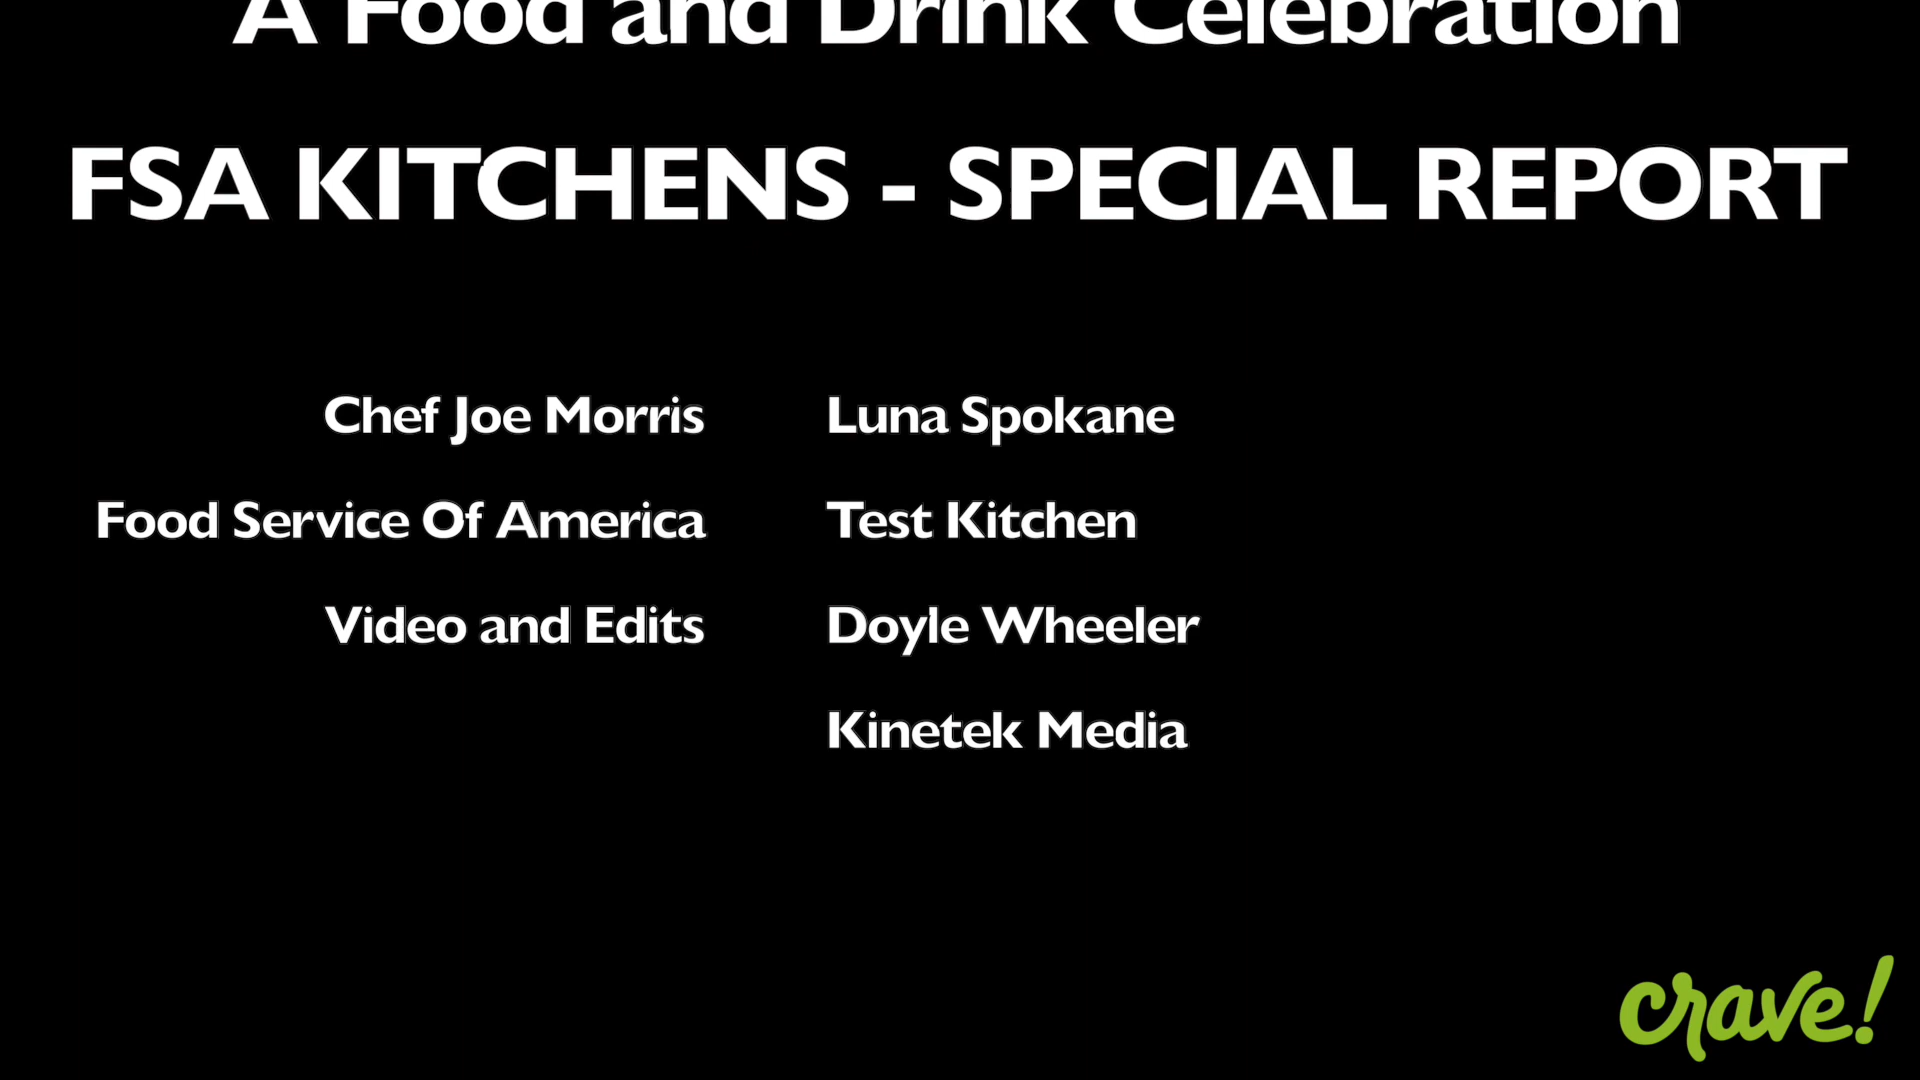 A Food and Drink Celebration
FSA KITCHENS - SPECIAL REPORT
Chef Joe Morris Luna Spokane
Food Service Of America Test Kitchen
Video and Edits Doyle Wheeler
Kinetek Media
crave!